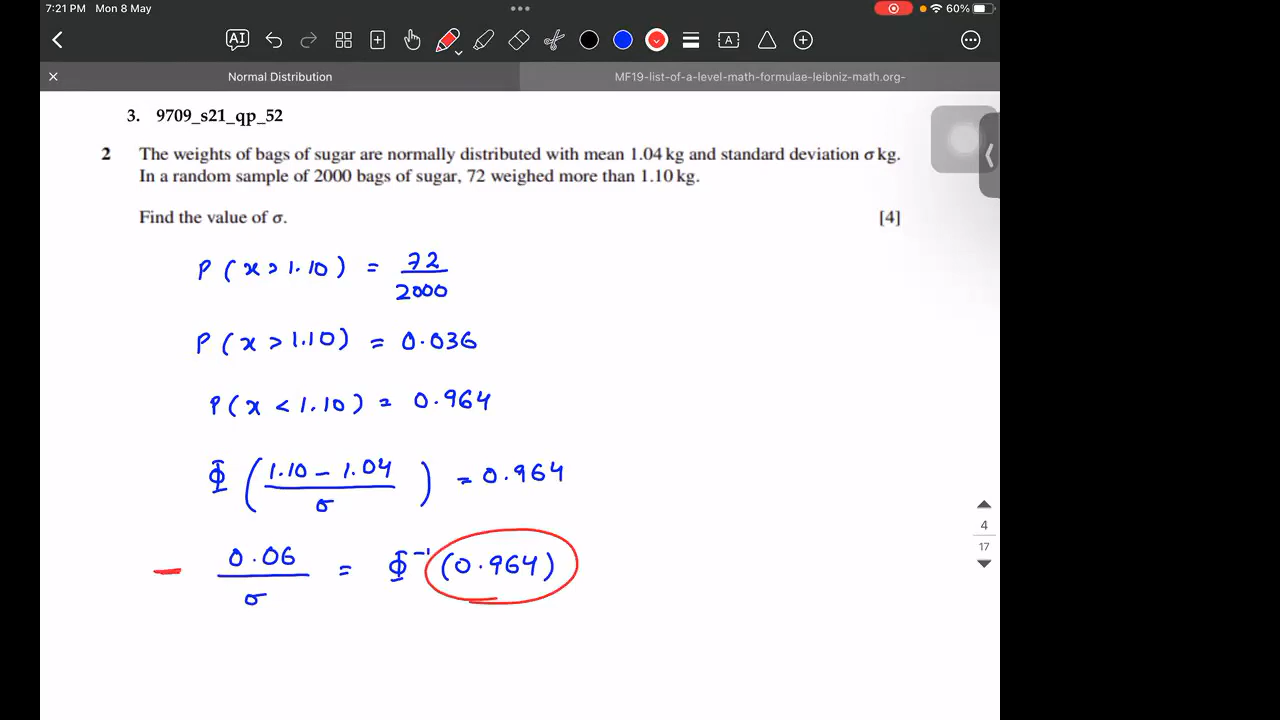 7:21 PM Mon 8 May
60%
AI
A
Normal Distribution
MF19-list-of-a-level-math-formulae-leibniz-math.org-
3. 9709_s21_qp_52
2 The weights of bags of sugar are normally distributed with mean 1.04 kg and standard deviation σ kg.
In a random sample of 2000 bags of sugar, 72 weighed more than 1.10 kg.
Find the value of σ. [4]
P(x > 1.10) = 72/2000
P(x > 1.10) = 0.036
P(x < 1.10) = 0.964
Φ((1.10 - 1.04)/σ) = 0.964
- 0.06/σ = Φ⁻¹(0.964)
4
17